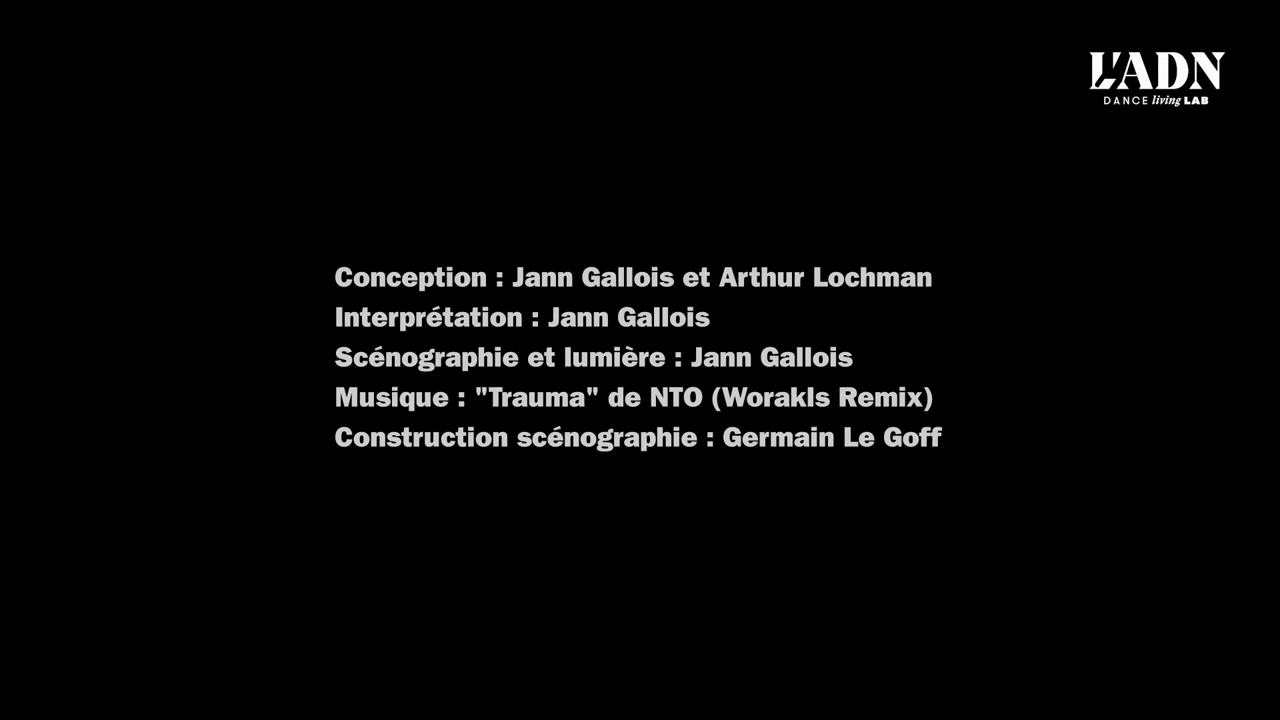 L'ADN
DANCE living LAB
Conception : Jann Gallois et Arthur Lochman
Interprétation : Jann Gallois
Scénographie et lumière : Jann Gallois
Musique : "Trauma" de NTO (Worakls Remix)
Construction scénographie : Germain Le Goff